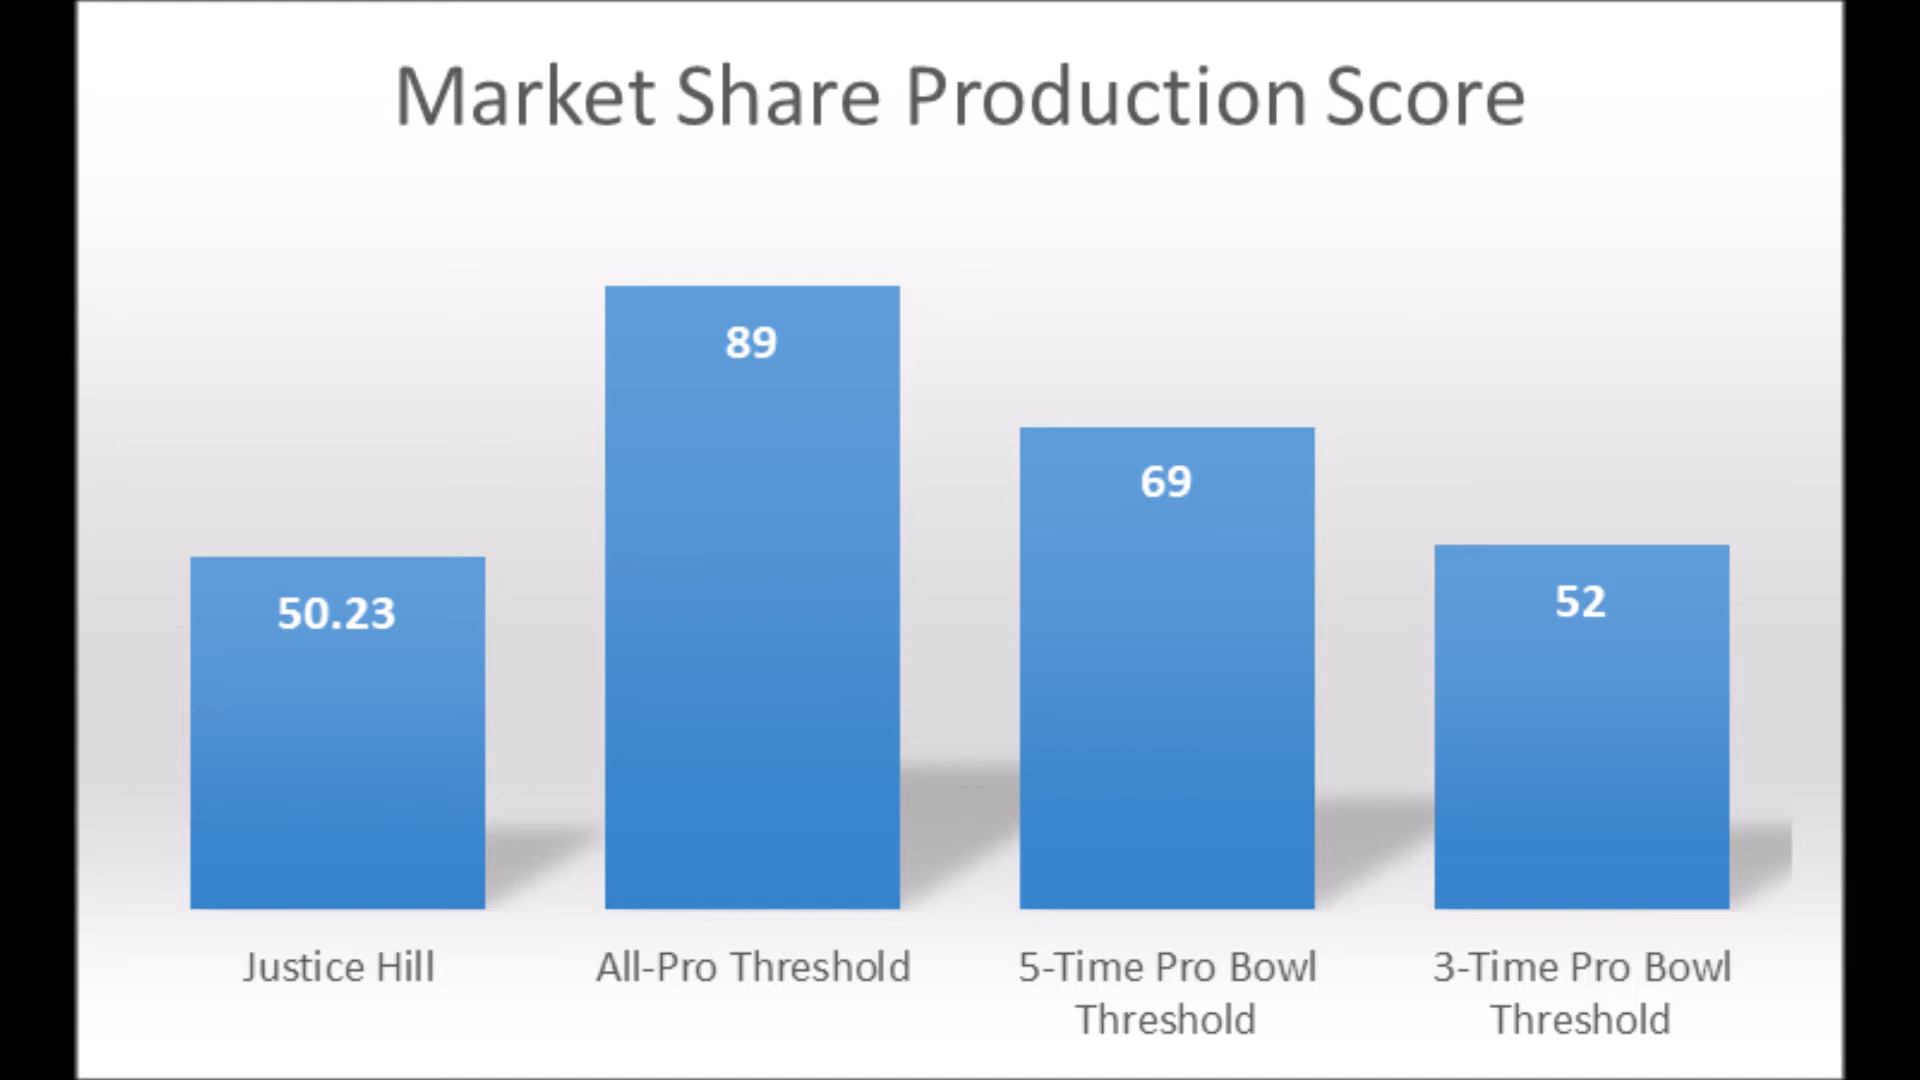 Market Share Production Score
89
69
50.23
52
Justice Hill
All-Pro Threshold
5-Time Pro Bowl
Threshold
3-Time Pro Bowl
Threshold